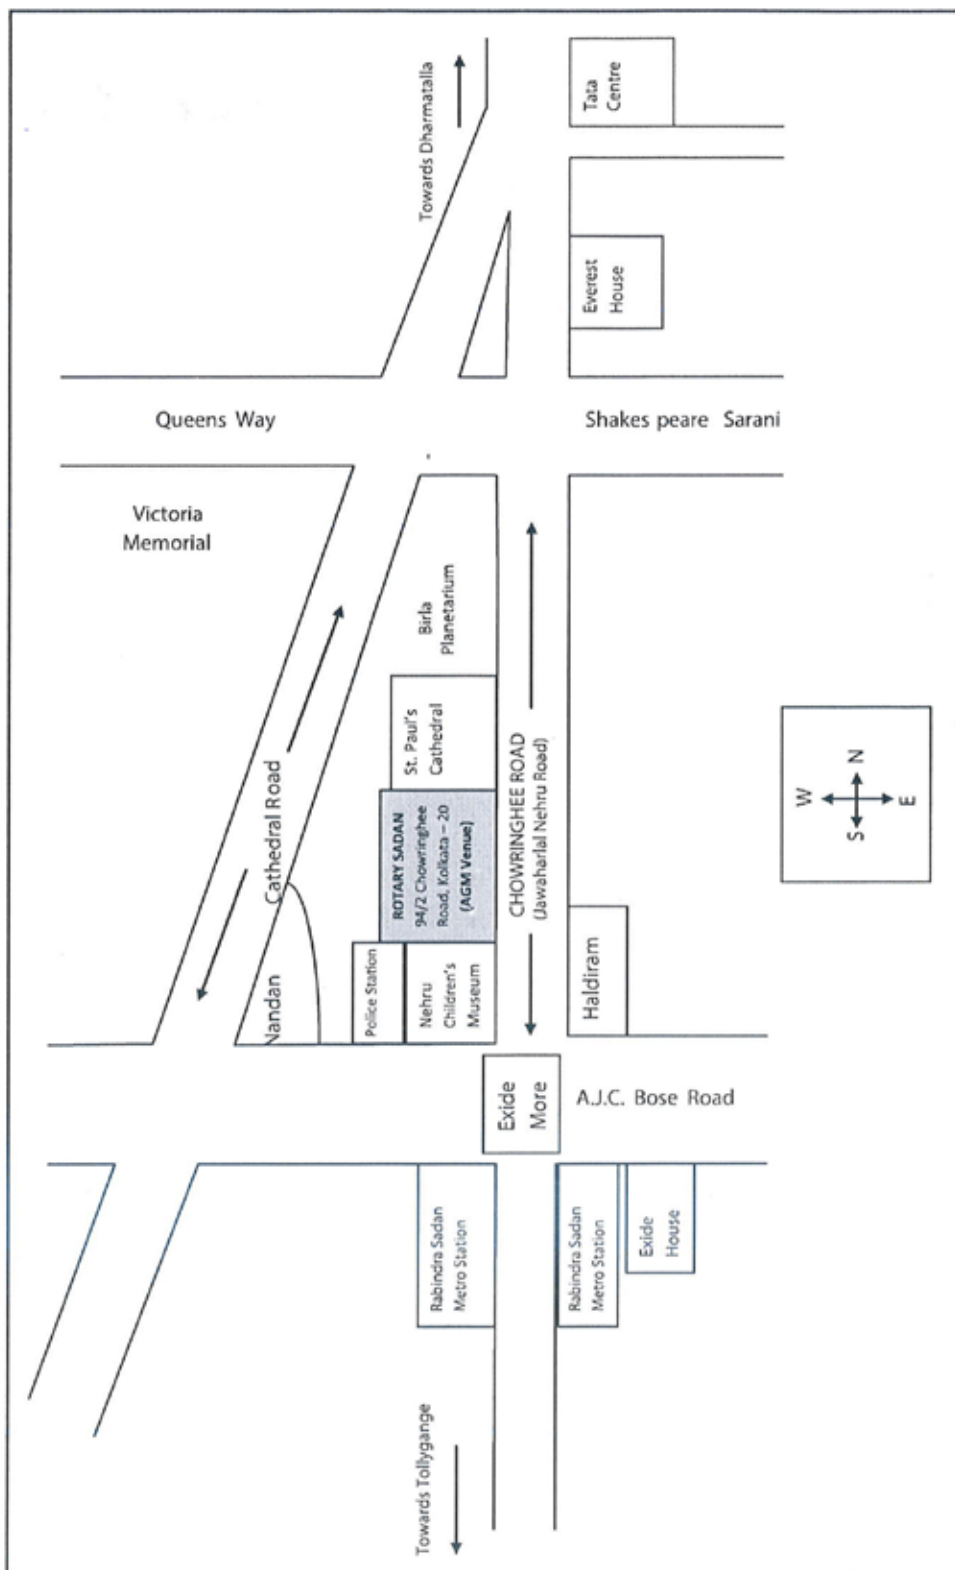 Towards Dharmatalla
Tata
Centre
Everest
House
Queens Way
Shakes peare Sarani
Victoria
Memorial
Birla
Planetarium
St. Paul's
Cathedral
Cathedral Road
ROTARY SADAN
94/2 Chowringhee
Road, Kolkata – 20
(AGM Venue)
CHOWRINGHEE ROAD
(Jawaharlal Nehru Road)
W
N
S
E
Nandan
Police Station
Nehru
Children's
Museum
Haldiram
Exide
More
A.J.C. Bose Road
Rabindra Sadan
Metro Station
Rabindra Sadan
Metro Station
Exide
House
Towards Tollygange